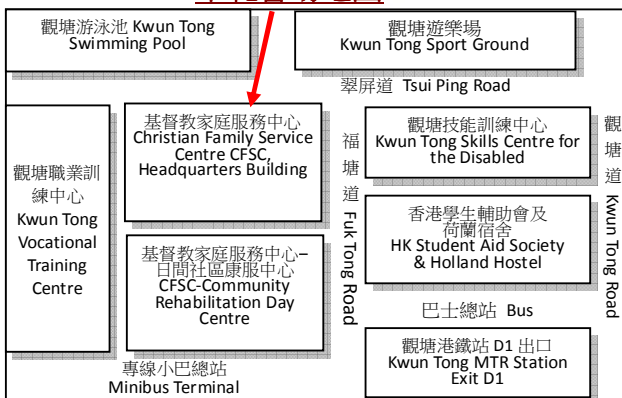 觀塘游泳池 Kwun Tong
Swimming Pool
觀塘遊樂場
Kwun Tong Sport Ground
翠屏道 Tsui Ping Road
觀塘職業訓
練中心
Kwun Tong
Vocational
Training
Centre
基督教家庭服務中心
Christian Family Service
Centre CFSC,
Headquarters Building
基督教家庭服務中心–
日間社區康服中心
CFSC-Community
Rehabilitation Day
Centre
專線小巴總站
Minibus Terminal
福塘道 Fuk Tong Road
觀塘技能訓練中心
Kwun Tong Skills Centre for
the Disabled
香港學生輔助會及
荷蘭宿舍
HK Student Aid Society
& Holland Hostel
巴士總站 Bus
觀塘港鐵站 D1 出口
Kwun Tong MTR Station
Exit D1
觀塘道 Kwun Tong Road